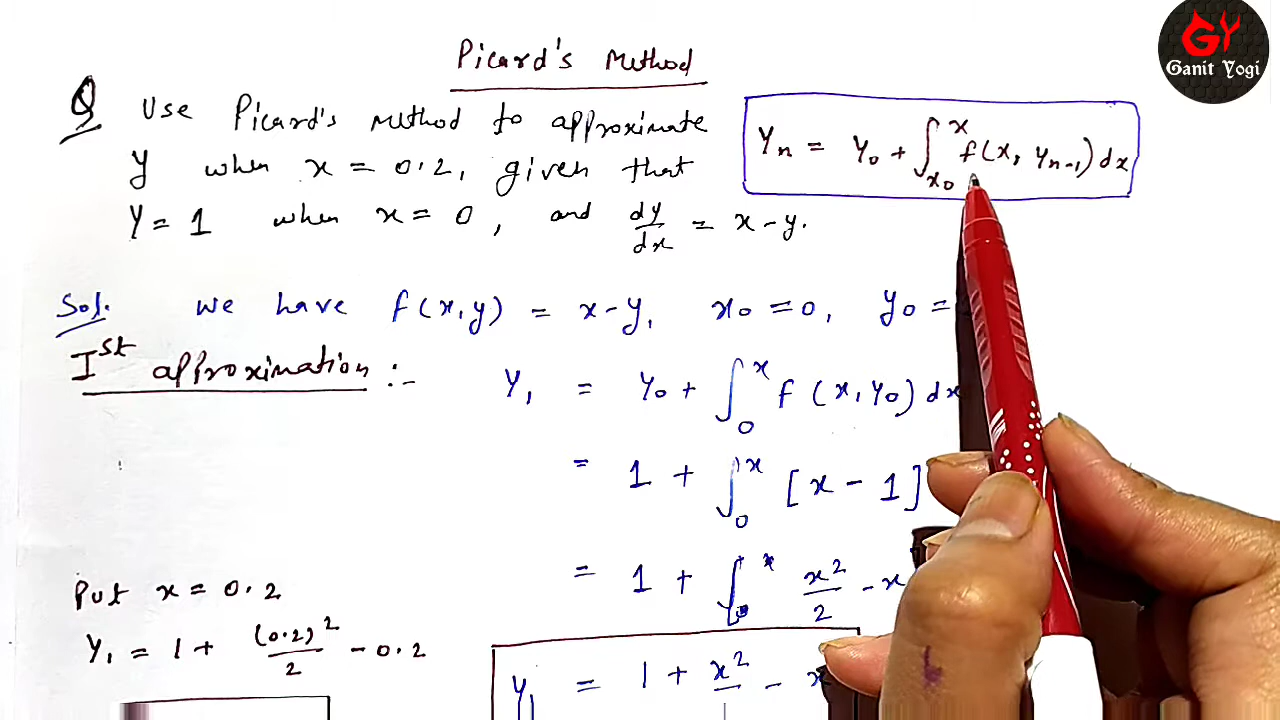 GY
Ganit Yogi
Picard's Method
Q Use Picard's method to approximate
y when x = 0.2, given that
y = 1 when x = 0, and dy/dx = x - y.
Yn = Y0 + ∫x0^x f(x, yn-1) dx
Sol. We have f(x,y) = x-y, x0 = 0, y0 =
Ist approximation :-
Y1 = Y0 + ∫0^x f(x, y0) dx
= 1 + ∫0^x [x - 1]
= 1 + x²/2 - x
Y1 = 1 + x²/ - x
Put x = 0.2
Y1 = 1 + (0.2)²/2 - 0.2